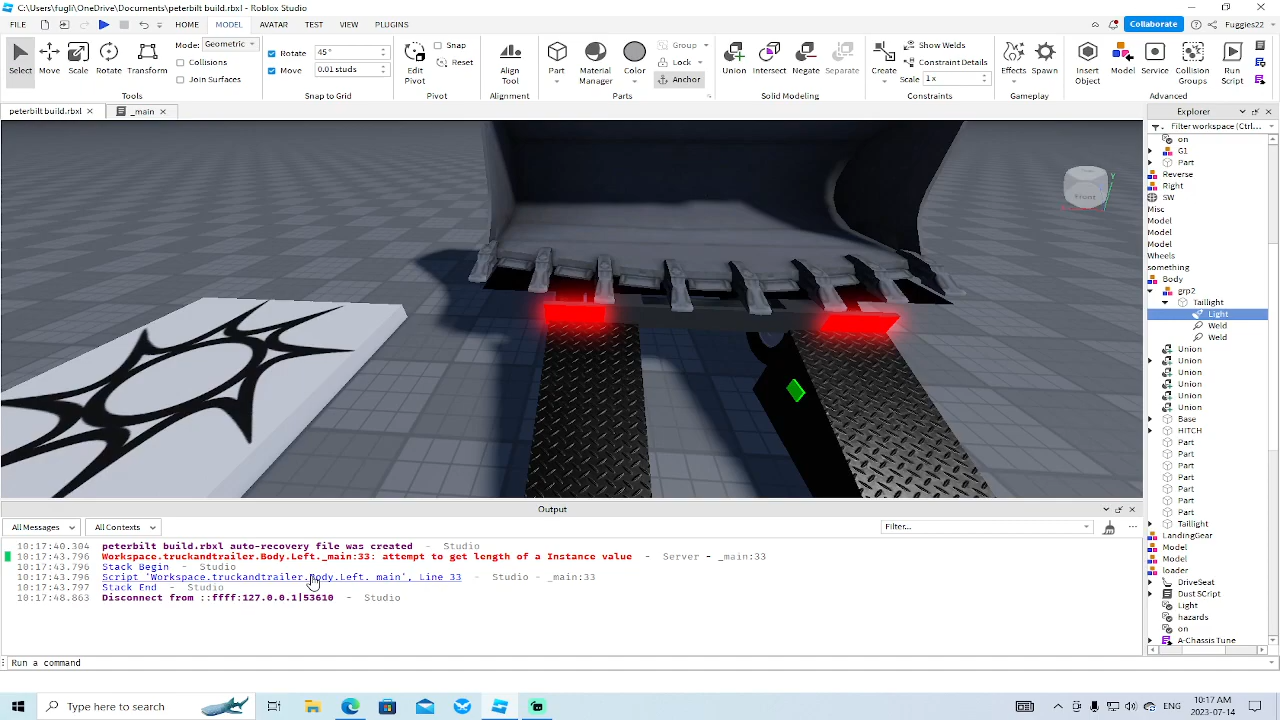 C:\Users\fugli\OneDrive\Documents\peterbilt build.rbxl - Roblox Studio
FILE HOME MODEL AVATAR TEST VIEW PLUGINS Collaborate Fuggies22
Mode: Geometric
Collisions
Join Surfaces
Select Move Scale Rotate Transform
Tools
Rotate 45°
Move 0.01 studs
Snap to Grid
Edit Pivot
Snap
Reset
Pivot
Align Tool
Alignment
Part Material Manager Color
Group
Lock
Anchor
Parts
Union Intersect Negate Separate
Solid Modeling
Create
Show Welds
Constraint Details
Scale 1 x
Constraints
Effects Spawn
Gameplay
Insert Object Model Service Collision Groups Run Script
Advanced
peterbilt build.rbxl
_main
Front
Y
Explorer
Filter workspace (Ctrl...
on
G1
Part
Reverse
Right
SW
Misc
Model
Model
Model
Wheels
something
Body
grp2
Taillight
Light
Weld
Weld
Union
Union
Union
Union
Union
Union
Base
HITCH
Part
Part
Part
Part
Part
Part
Part
Taillight
LandingGear
Model
Model
loader
DriveSeat
Dust SCript
Light
hazards
on
A-Chassis Tune
Output
All Messages All Contexts Filter...
10:17:40.304 peterbilt build.rbxl auto-recovery file was created - Studio
10:17:43.796 Workspace.truckandtrailer.Body.Left._main:33: attempt to get length of a Instance value - Server - _main:33
10:17:43.796 Stack Begin - Studio
10:17:43.796 Script 'Workspace.truckandtrailer.Body.Left._main', Line 33 - Studio - _main:33
10:17:43.797 Stack End - Studio
10:17:48.863 Disconnect from ::ffff:127.0.0.1|53610 - Studio
Run a command
Type here to search
ENG
10:17 AM
2023-07-14